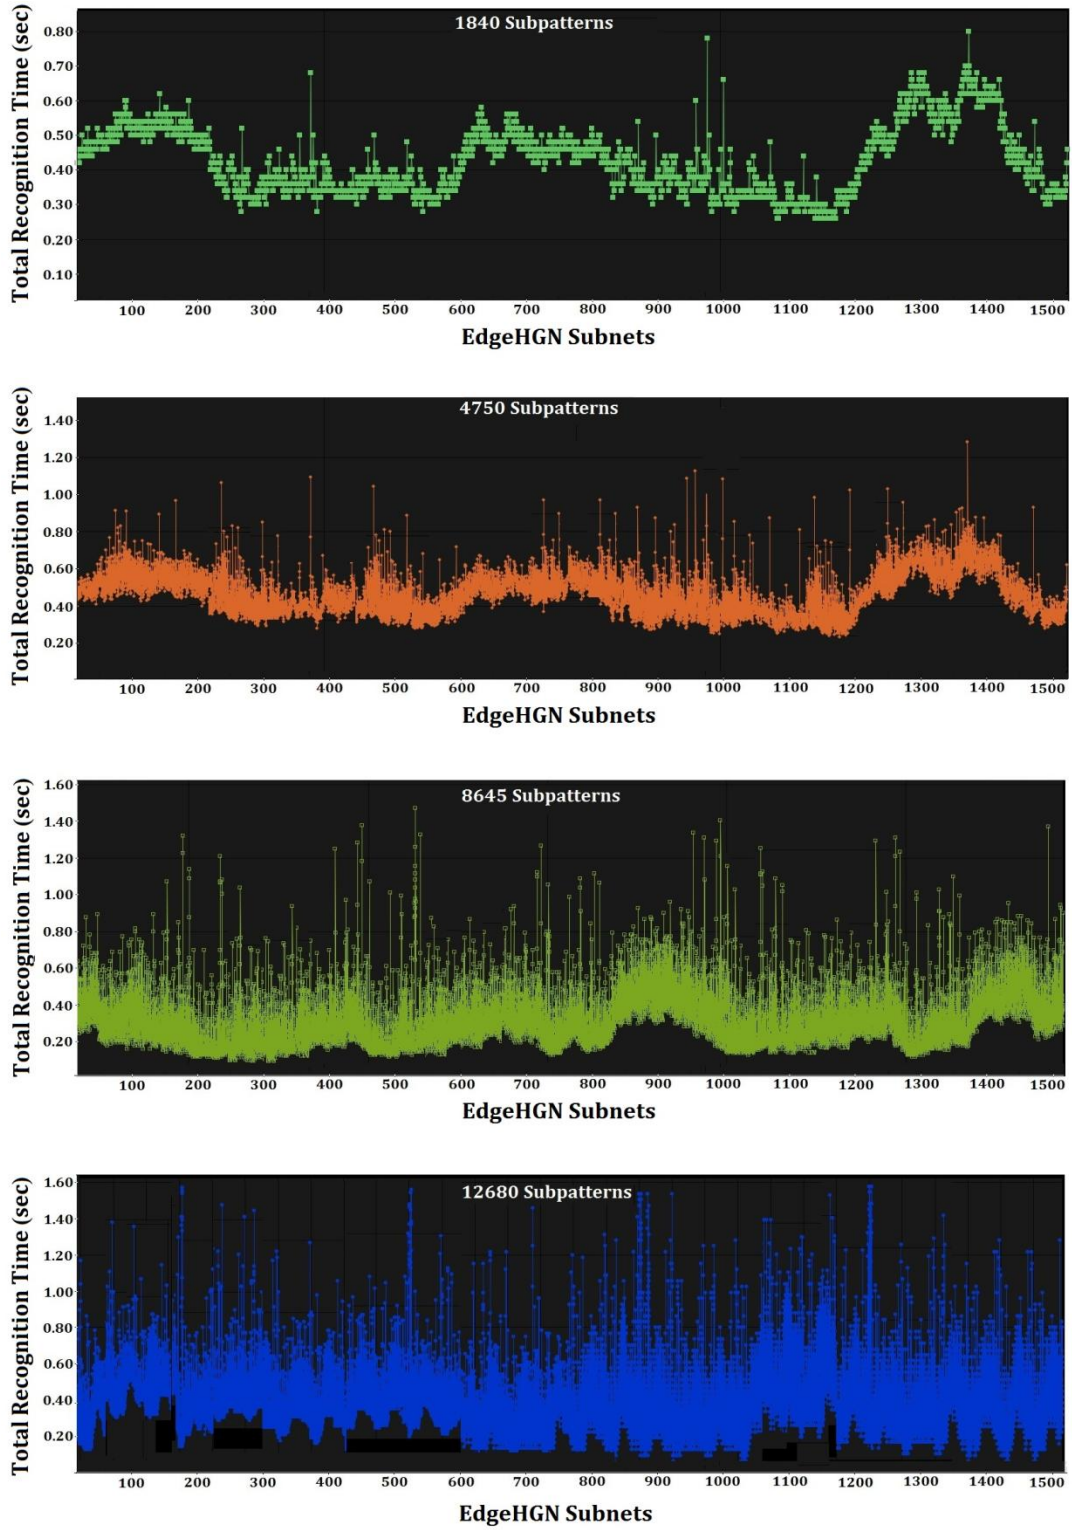 1840 Subpatterns
Total Recognition Time (sec)
0.80
0.70
0.60
0.50
0.40
0.30
0.20
0.10
100 200 300 400 500 600 700 800 900 1000 1100 1200 1300 1400 1500
EdgeHGN Subnets
4750 Subpatterns
Total Recognition Time (sec)
1.40
1.20
1.00
0.80
0.60
0.40
0.20
100 200 300 400 500 600 700 800 900 1000 1100 1200 1300 1400 1500
EdgeHGN Subnets
8645 Subpatterns
Total Recognition Time (sec)
1.60
1.40
1.20
1.00
0.80
0.60
0.40
0.20
100 200 300 400 500 600 700 800 900 1000 1100 1200 1300 1400 1500
EdgeHGN Subnets
12680 Subpatterns
Total Recognition Time (sec)
1.60
1.40
1.20
1.00
0.80
0.60
0.40
0.20
100 200 300 400 500 600 700 800 900 1000 1100 1200 1300 1400 1500
EdgeHGN Subnets